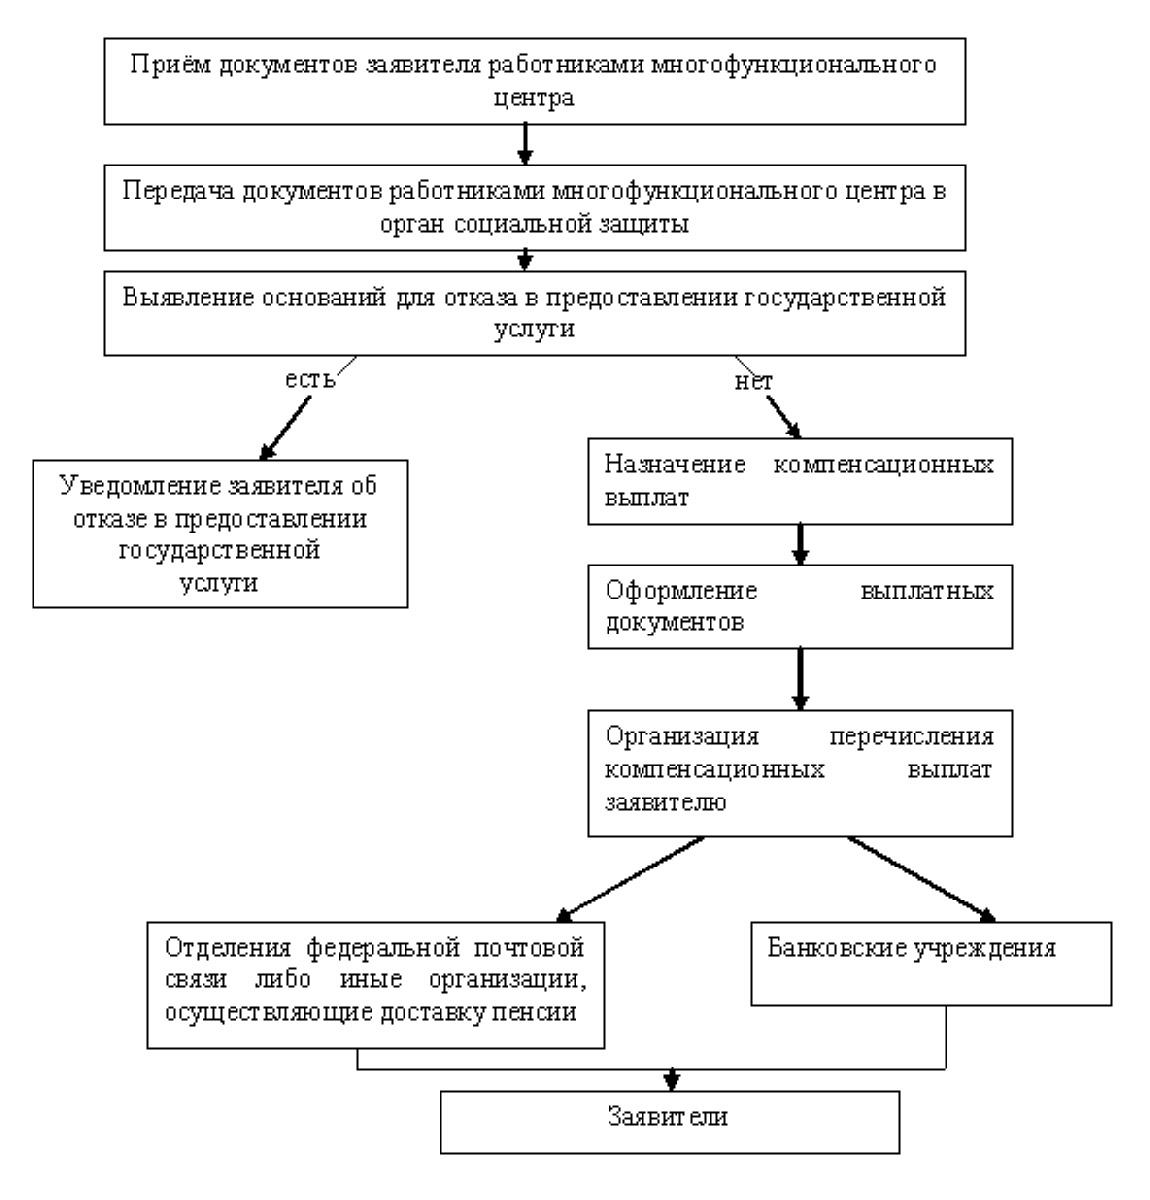 Приём документов заявителя работниками многофункционального
центра
Передача документов работниками многофункционального центра в
орган социальной защиты
Выявление оснований для отказа в предоставлении государственной
услуги
есть
нет
Уведомление заявителя об
отказе в предоставлении
государственной
услуги
Назначение компенсационных
выплат
Оформление выплатных
документов
Организация перечисления
компенсационных выплат
заявителю
Отделения федеральной почтовой
связи либо иные организации,
осуществляющие доставку пенсии
Банковские учреждения
Заявители